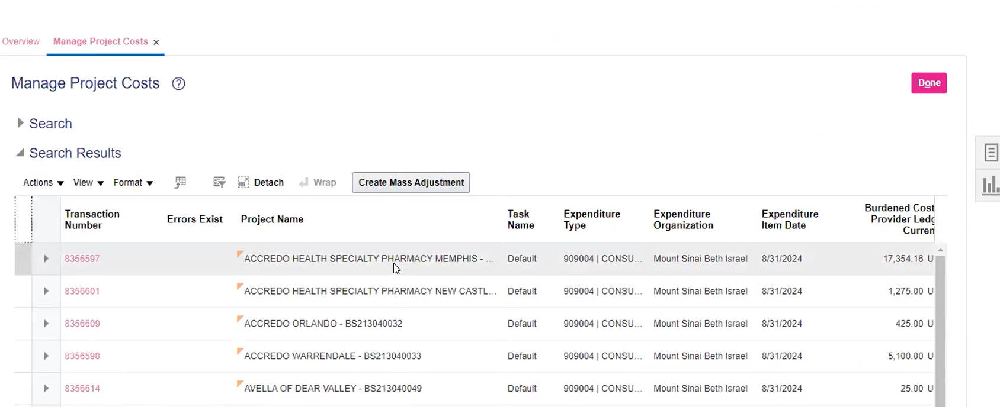 Overview Manage Project Costs ×
Manage Project Costs ?
Done
Search
Search Results
Actions View Format Detach Wrap Create Mass Adjustment
Transaction Number Errors Exist Project Name Task Name Expenditure Type Expenditure Organization Expenditure Item Date Burdened Cost Provider Ledg Curren
8356597 ACCREDO HEALTH SPECIALTY PHARMACY MEMPHIS - ... Default 909004 | CONSU... Mount Sinai Beth Israel 8/31/2024 17,354.16 U
8356601 ACCREDO HEALTH SPECIALTY PHARMACY NEW CASTL... Default 909004 | CONSU... Mount Sinai Beth Israel 8/31/2024 1,275.00 U
8356609 ACCREDO ORLANDO - BS213040032 Default 909004 | CONSU... Mount Sinai Beth Israel 8/31/2024 425.00 U
8356598 ACCREDO WARRENDALE - BS213040033 Default 909004 | CONSU... Mount Sinai Beth Israel 8/31/2024 5,100.00 U
8356614 AVELLA OF DEAR VALLEY - BS213040049 Default 909004 | CONSU... Mount Sinai Beth Israel 8/31/2024 25.00 U